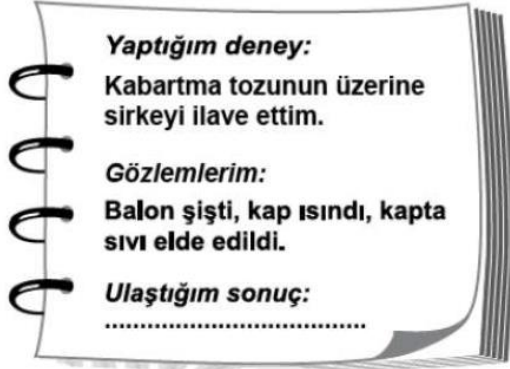 Yaptığım deney:
Kabartma tozunun üzerine
sirkeyi ilave ettim.
Gözlemlerim:
Balon şişti, kap ısındı, kapta
sıvı elde edildi.
Ulaştığım sonuç:
.....................................